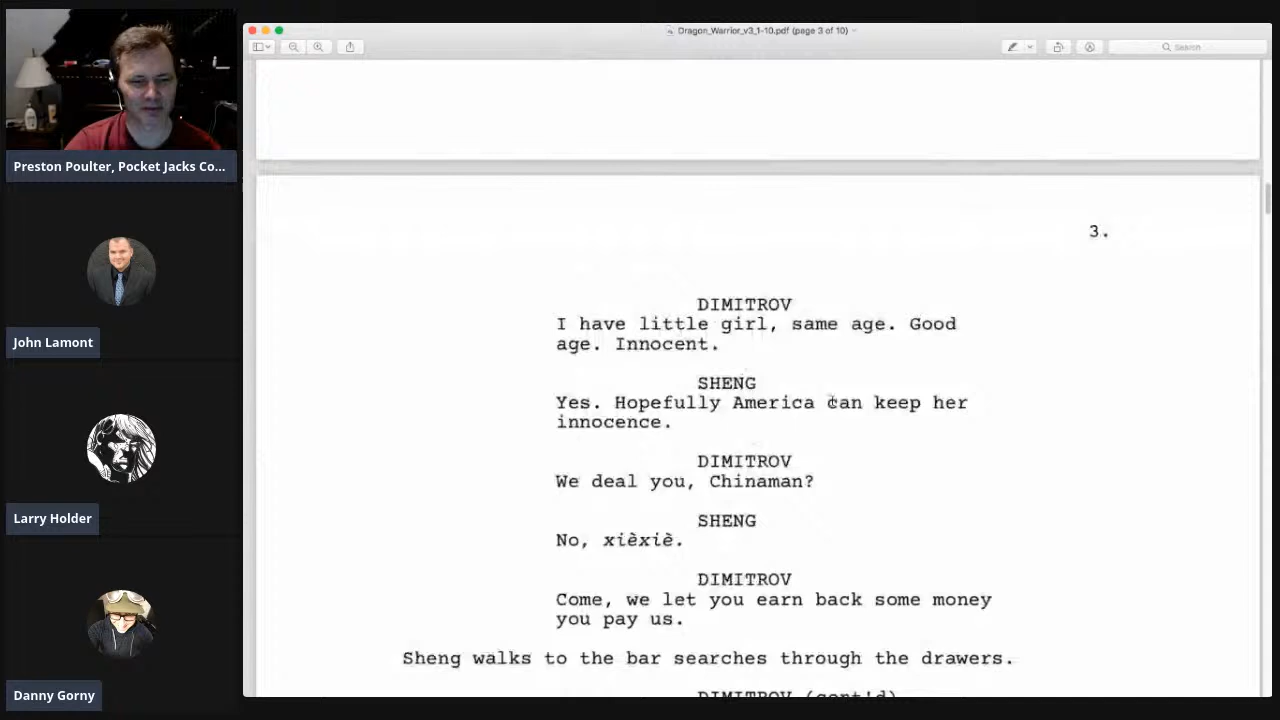 Dragon_Warrior_v3_1-10.pdf (page 3 of 10)
Search
Preston Poulter, Pocket Jacks Co...
John Lamont
Larry Holder
Danny Gorny
3.
DIMITROV
I have little girl, same age. Good
age. Innocent.
SHENG
Yes. Hopefully America can keep her
innocence.
DIMITROV
We deal you, Chinaman?
SHENG
No, xièxiè.
DIMITROV
Come, we let you earn back some money
you pay us.
Sheng walks to the bar searches through the drawers.
DIMITROV (cont'd)